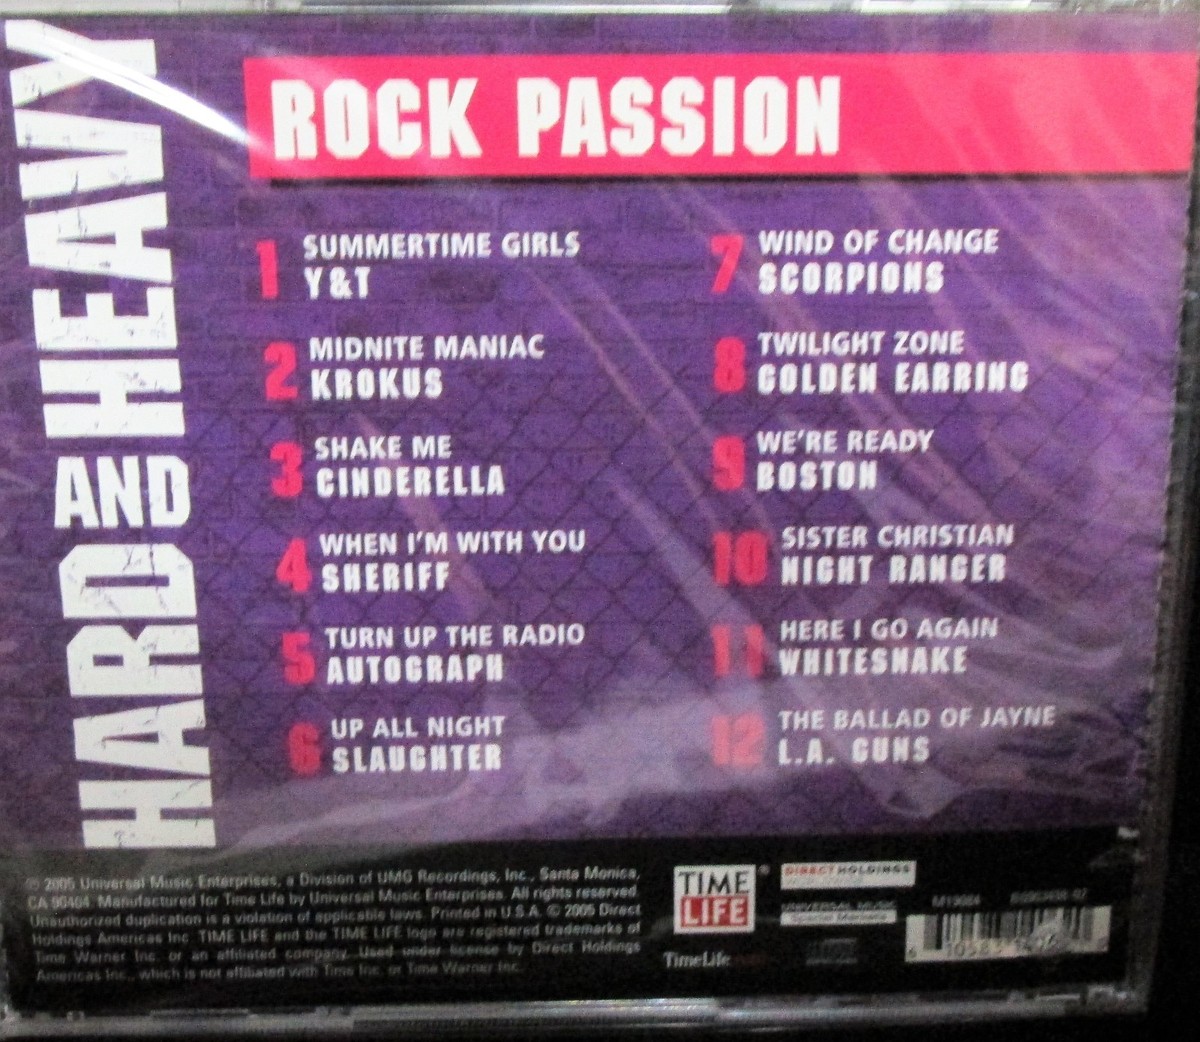 HARD AND HEAVY
ROCK PASSION
1 SUMMERTIME GIRLS
Y&T
2 MIDNITE MANIAC
KROKUS
3 SHAKE ME
CINDERELLA
4 WHEN I'M WITH YOU
SHERIFF
5 TURN UP THE RADIO
AUTOGRAPH
6 UP ALL NIGHT
SLAUGHTER
7 WIND OF CHANGE
SCORPIONS
8 TWILIGHT ZONE
GOLDEN EARRING
9 WE'RE READY
BOSTON
10 SISTER CHRISTIAN
NIGHT RANGER
11 HERE I GO AGAIN
WHITESNAKE
12 THE BALLAD OF JAYNE
L.A. GUNS
℗ 2005 Universal Music Enterprises, a Division of UMG Recordings, Inc., Santa Monica,
CA 90404. Manufactured for Time Life by Universal Music Enterprises. All rights reserved.
Unauthorized duplication is a violation of applicable laws. Printed in U.S.A. © 2005 Direct
Holdings Americas Inc. TIME LIFE and the TIME LIFE logo are registered trademarks of
Time Warner Inc. or an affiliated company. Used under license by Direct Holdings
Americas Inc., which is not affiliated with Time Inc. or Time Warner Inc.
TIME
LIFE
®
TimeLife
DIRECT HOLDINGS
UNIVERSAL MUSIC
Special Markets